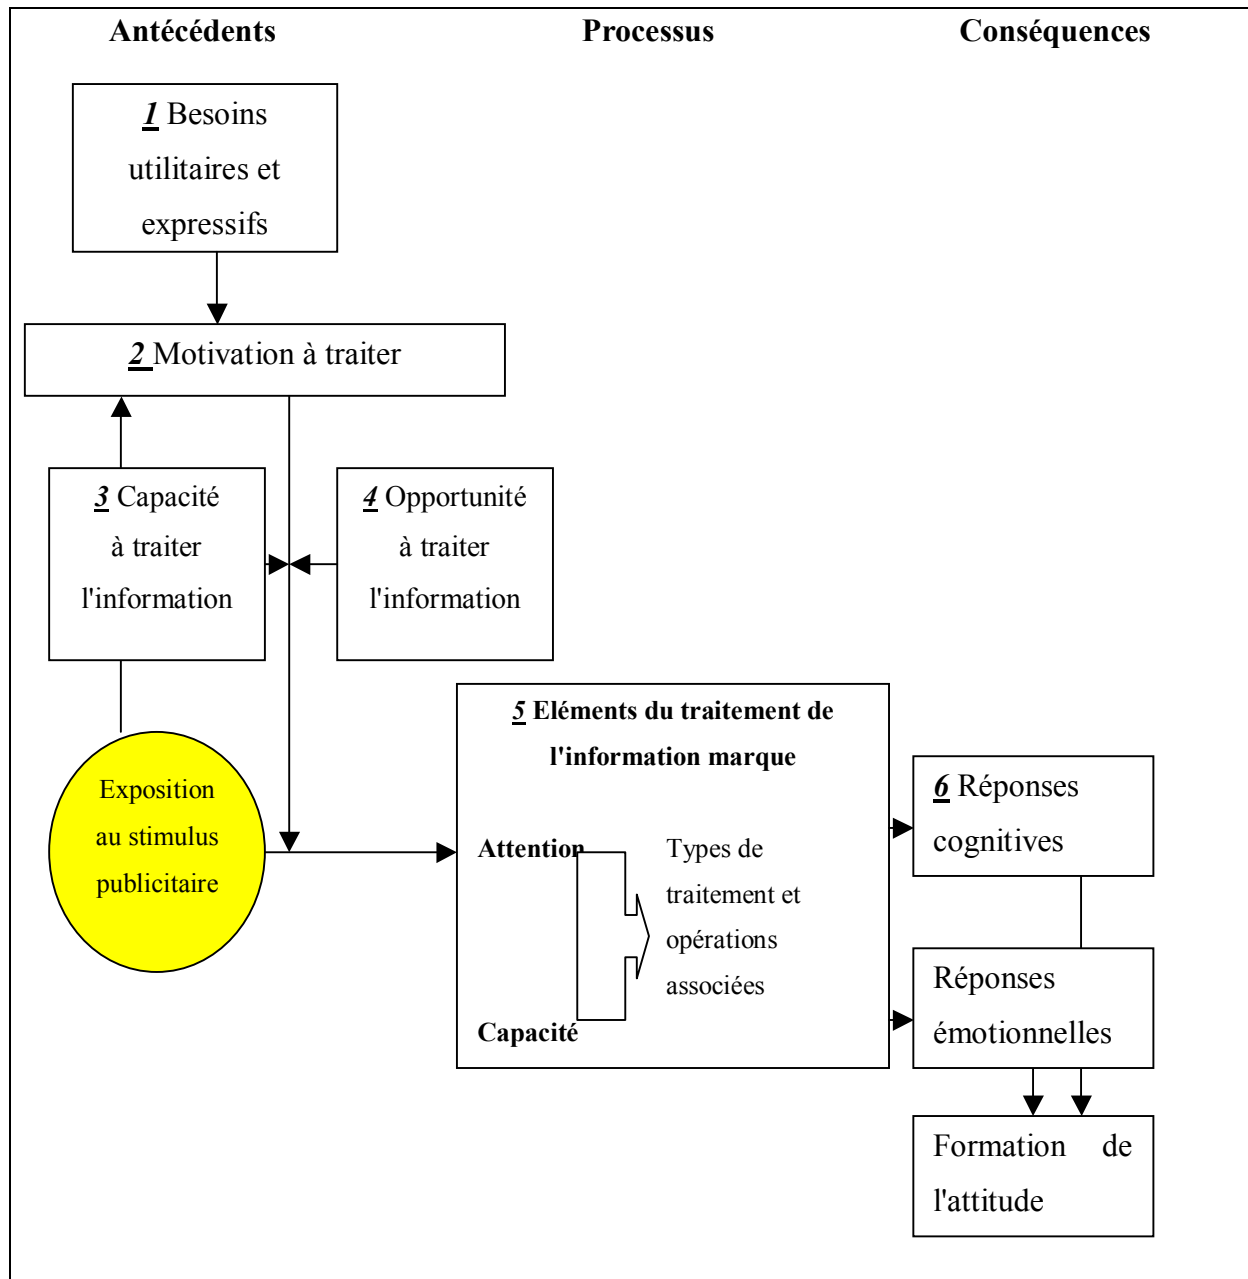 Antécédents
Processus
Conséquences
1 Besoins
utilitaires et
expressifs
2 Motivation à traiter
3 Capacité
à traiter
l'information
4 Opportunité
à traiter
l'information
Exposition
au stimulus
publicitaire
5 Eléments du traitement de
l'information marque
Attention
Types de
traitement et
opérations
associées
Capacité
6 Réponses
cognitives
Réponses
émotionnelles
Formation de
l'attitude